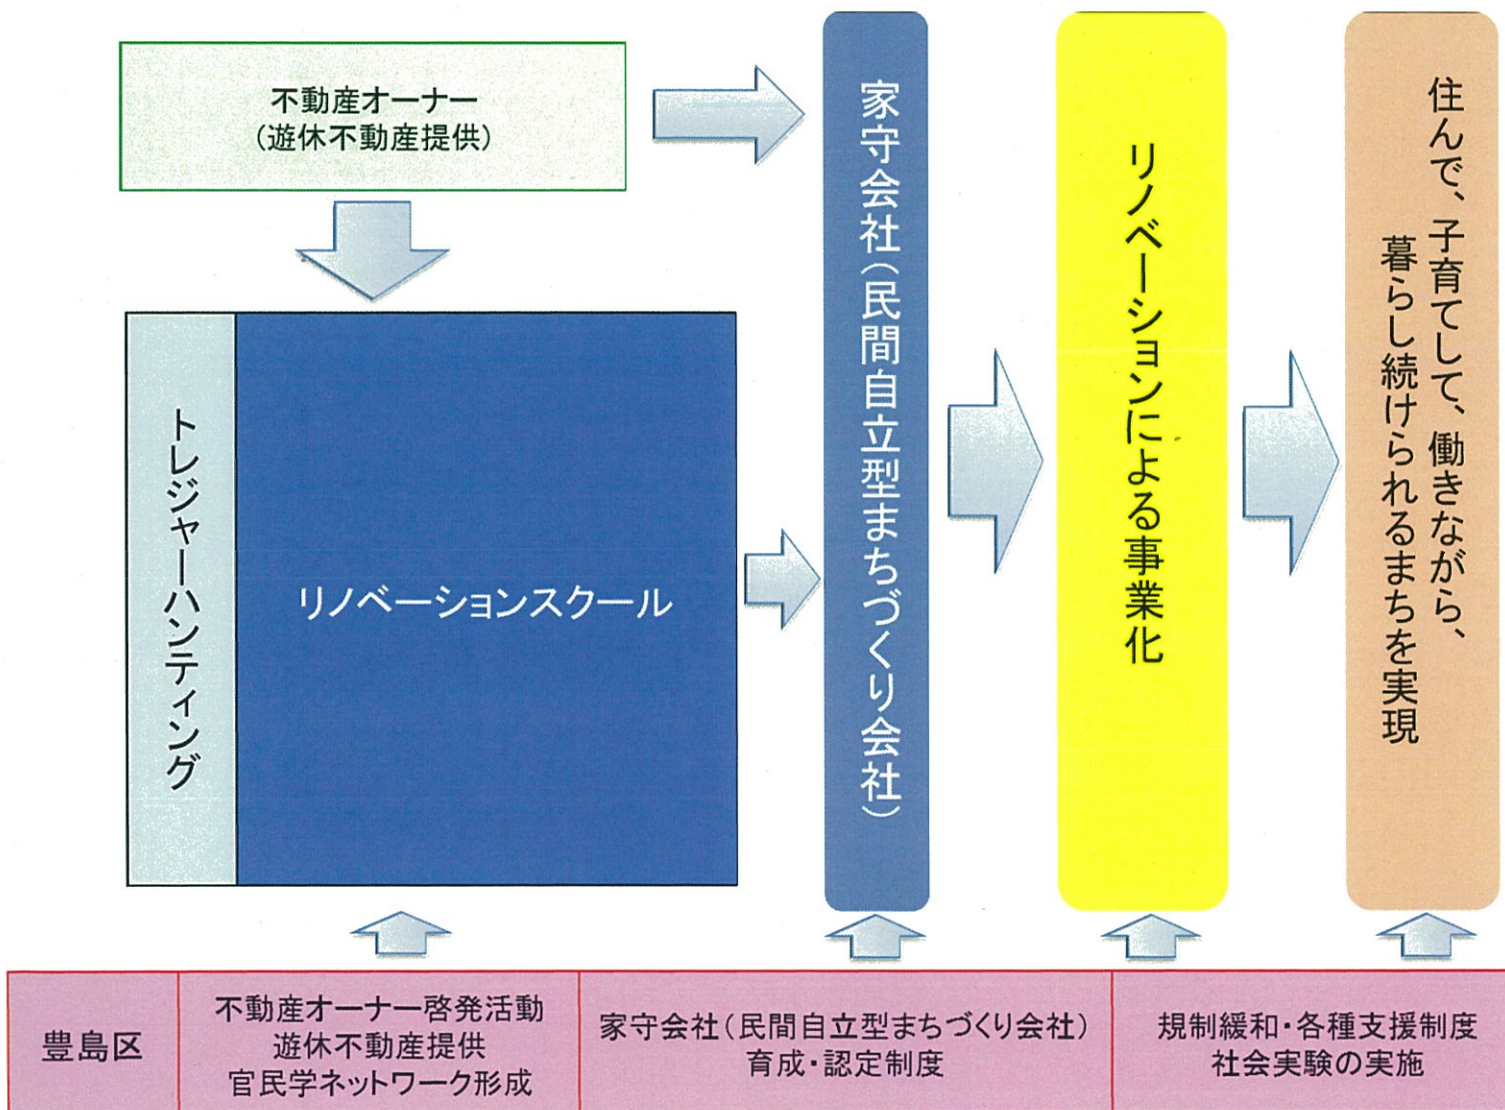 不動産オーナー
(遊休不動産提供)
トレジャーハンティング
リノベーションスクール
家守会社(民間自立型まちづくり会社)
リノベーションによる事業化
住んで、子育てして、働きながら、
暮らし続けられるまちを実現
豊島区
不動産オーナー啓発活動
遊休不動産提供
官民学ネットワーク形成
家守会社(民間自立型まちづくり会社)
育成・認定制度
規制緩和・各種支援制度
社会実験の実施